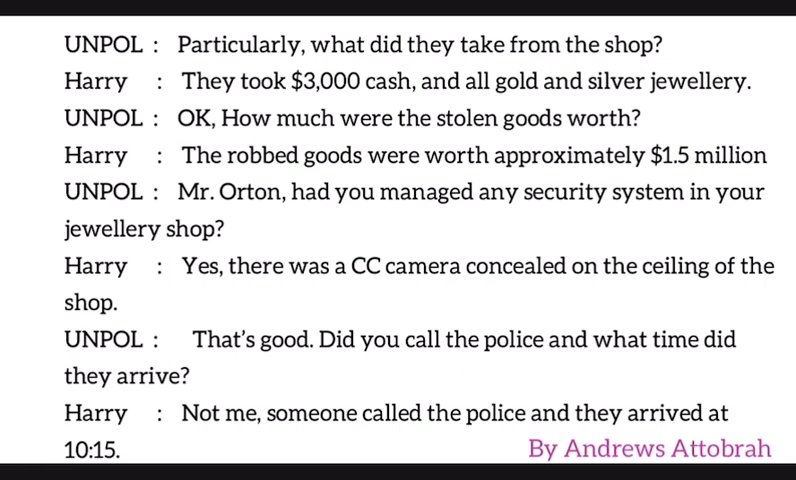 UNPOL : Particularly, what did they take from the shop?
Harry : They took $3,000 cash, and all gold and silver jewellery.
UNPOL : OK, How much were the stolen goods worth?
Harry : The robbed goods were worth approximately $1.5 million
UNPOL : Mr. Orton, had you managed any security system in your
jewellery shop?
Harry : Yes, there was a CC camera concealed on the ceiling of the
shop.
UNPOL : That's good. Did you call the police and what time did
they arrive?
Harry : Not me, someone called the police and they arrived at
10:15.
By Andrews Attobrah